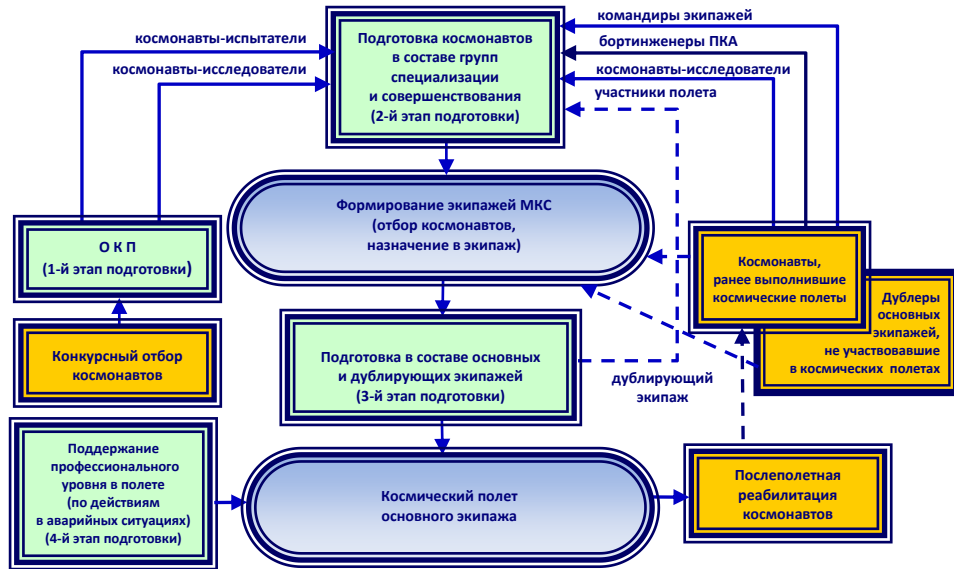 космонавты-испытатели
космонавты-исследователи
Подготовка космонавтов
в составе групп
специализации
и совершенствования
(2-й этап подготовки)
командиры экипажей
бортинженеры ПКА
космонавты-исследователи
участники полета
Формирование экипажей МКС
(отбор космонавтов,
назначение в экипаж)
О К П
(1-й этап подготовки)
Космонавты,
ранее выполнившие
космические полеты
Дублеры
основных
экипажей,
не участвовавшие
в космических полетах
Конкурсный отбор
космонавтов
Подготовка в составе основных
и дублирующих экипажей
(3-й этап подготовки)
дублирующий
экипаж
Поддержание
профессионального
уровня в полете
(по действиям
в аварийных ситуациях)
(4-й этап подготовки)
Космический полет
основного экипажа
Послеполетная
реабилитация
космонавтов